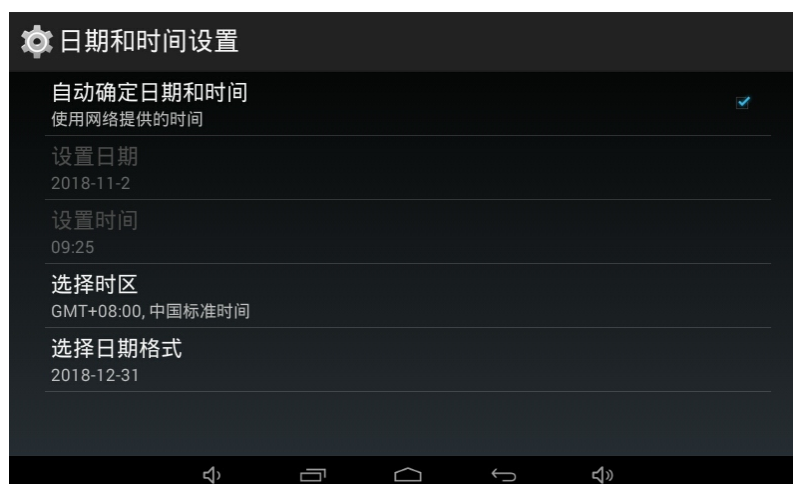 日期和时间设置
自动确定日期和时间
使用网络提供的时间
设置日期
2018-11-2
设置时间
09:25
选择时区
GMT+08:00, 中国标准时间
选择日期格式
2018-12-31